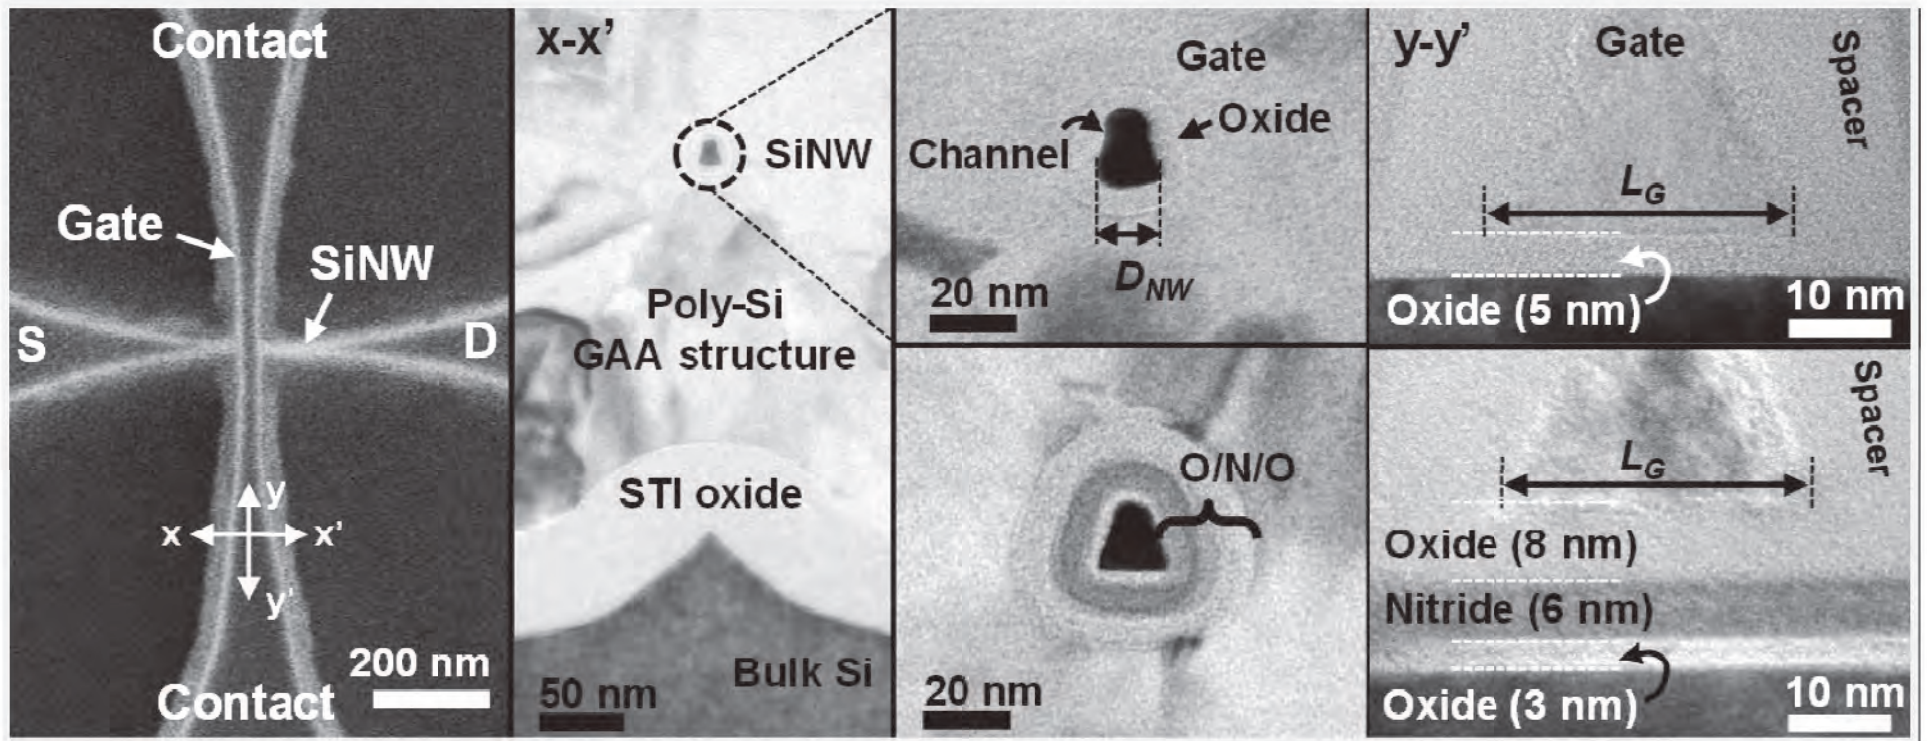 Contact
Gate
SiNW
S
D
y
x
x'
y'
200 nm
Contact
x-x'
SiNW
Poly-Si
GAA structure
STI oxide
Bulk Si
50 nm
Gate
Oxide
Channel
D_NW
20 nm
O/N/O
20 nm
y-y'
Gate
Spacer
L_G
Oxide (5 nm)
10 nm
Spacer
L_G
Oxide (8 nm)
Nitride (6 nm)
Oxide (3 nm)
10 nm